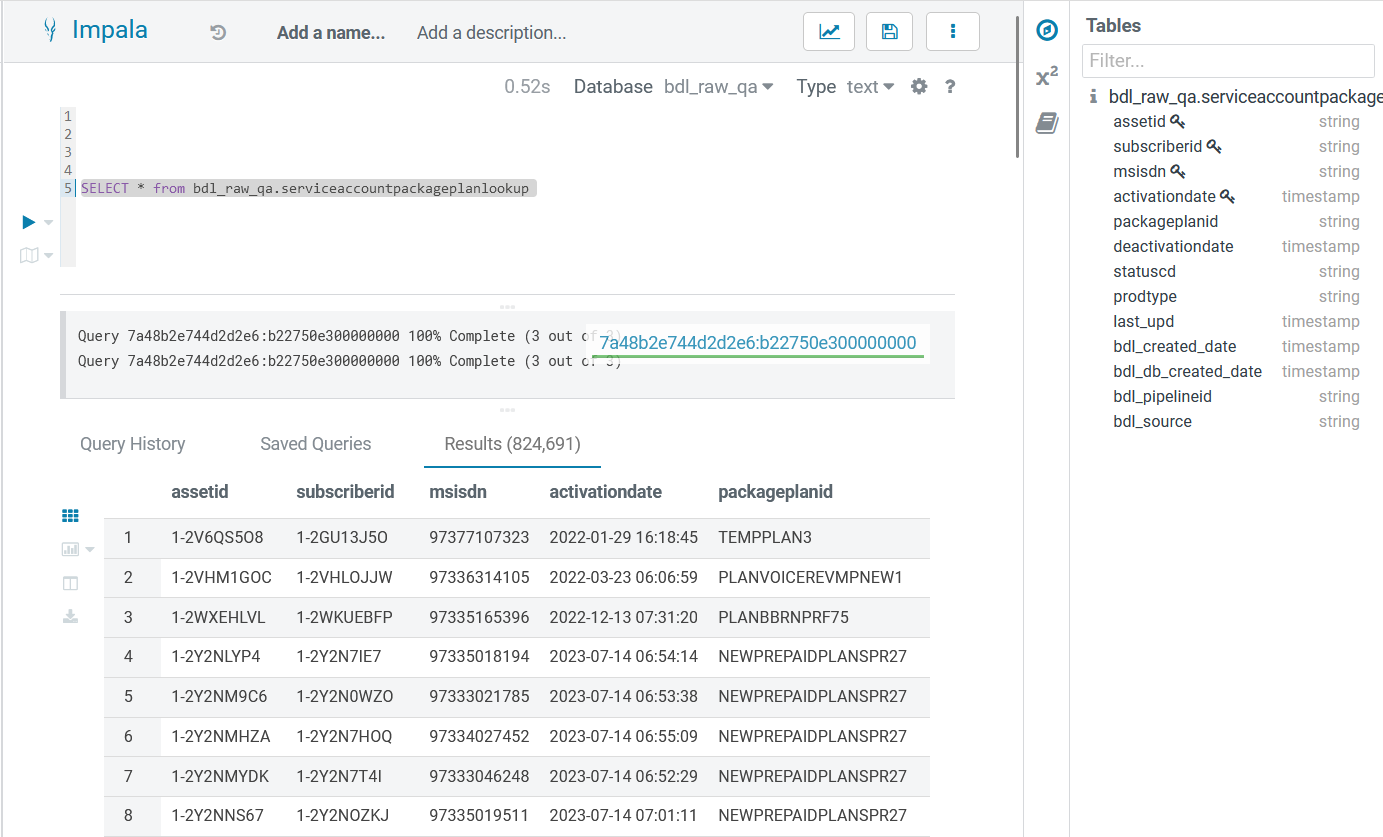 Impala Add a name... Add a description...
0.52s Database bdl_raw_qa Type text ?
1
2
3
4
5 SELECT * from bdl_raw_qa.serviceaccountpackageplanlookup
Query 7a48b2e744d2d2e6:b22750e300000000 100% Complete (3 out of 3)
Query 7a48b2e744d2d2e6:b22750e300000000 100% Complete (3 out of 3)
7a48b2e744d2d2e6:b22750e300000000
Query History Saved Queries Results (824,691)
assetid subscriberid msisdn activationdate packageplanid
1 1-2V6QS5O8 1-2GU13J5O 97377107323 2022-01-29 16:18:45 TEMPPLAN3
2 1-2VHM1GOC 1-2VHLOJJW 97336314105 2022-03-23 06:06:59 PLANVOICEREVMPNEW1
3 1-2WXEHLVL 1-2WKUEBFP 97335165396 2022-12-13 07:31:20 PLANBBRNPRF75
4 1-2Y2NLYP4 1-2Y2N7IE7 97335018194 2023-07-14 06:54:14 NEWPREPAIDPLANSPR27
5 1-2Y2NM9C6 1-2Y2N0WZO 97333021785 2023-07-14 06:53:38 NEWPREPAIDPLANSPR27
6 1-2Y2NMHZA 1-2Y2N7HOQ 97334027452 2023-07-14 06:55:09 NEWPREPAIDPLANSPR27
7 1-2Y2NMYDK 1-2Y2N7T4I 97333046248 2023-07-14 06:52:29 NEWPREPAIDPLANSPR27
8 1-2Y2NNS67 1-2Y2NOZKJ 97335019511 2023-07-14 07:01:11 NEWPREPAIDPLANSPR27
x²
Tables
Filter...
bdl_raw_qa.serviceaccountpackage
assetid string
subscriberid string
msisdn string
activationdate timestamp
packageplanid string
deactivationdate timestamp
statuscd string
prodtype string
last_upd timestamp
bdl_created_date timestamp
bdl_db_created_date timestamp
bdl_pipelineid string
bdl_source string